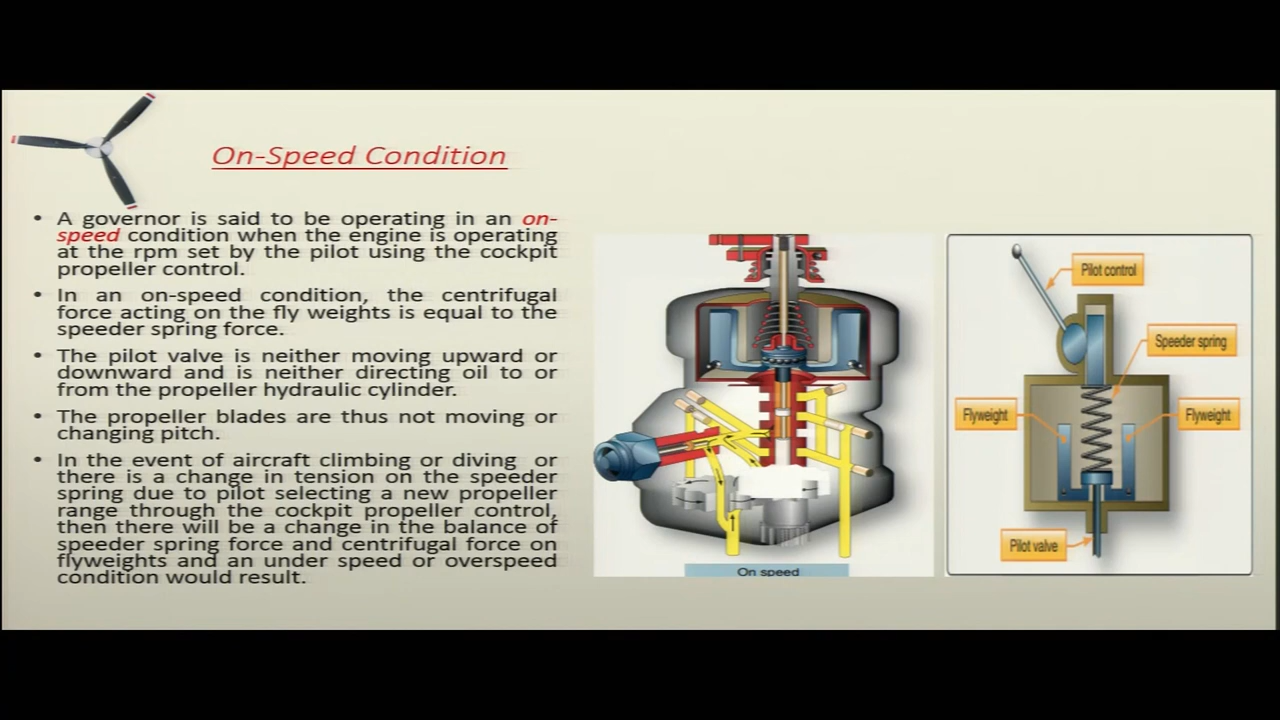 On-Speed Condition
• A governor is said to be operating in an on-
speed condition when the engine is operating
at the rpm set by the pilot using the cockpit
propeller control.
• In an on-speed condition, the centrifugal
force acting on the fly weights is equal to the
speeder spring force.
• The pilot valve is neither moving upward or
downward and is neither directing oil to or
from the propeller hydraulic cylinder.
• The propeller blades are thus not moving or
changing pitch.
• In the event of aircraft climbing or diving or
there is a change in tension on the speeder
spring due to pilot selecting a new propeller
range through the cockpit propeller control,
then there will be a change in the balance of
speeder spring force and centrifugal force on
flyweights and an under speed or overspeed
condition would result.
On speed
Pilot control
Speeder spring
Flyweight
Flyweight
Pilot valve